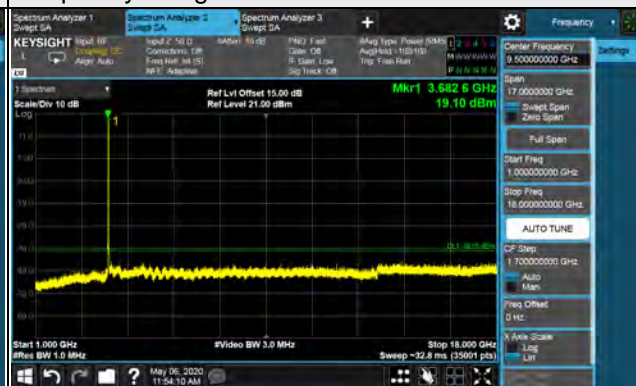 Spectrum Analyzer 1
Swept SA
Spectrum Analyzer 2
Swept SA
Spectrum Analyzer 3
Swept SA
+
Frequency
KEYSIGHT
Input: RF
Align: Auto
Input Z: 50 Ω
Corrections: Off
Freq Ref: Int (S)
NFE: Adaptive
PNO: Fast
Gate: Off
IF Gain: Low
Sig Track: Off
Trig: Free Run
Settings
1 Spectrum
Scale/Div 10 dB
Log
Ref Lvl Offset 15.00 dB
Ref Level 21.00 dBm
Mkr1 3.682 6 GHz
19.10 dBm
1
11.0
1.00
Start 1.000 GHz
#Res BW 1.0 MHz
#Video BW 3.0 MHz
Stop 18.000 GHz
Sweep ~32.8 ms (35001 pts)
Center Frequency
9.500000000 GHz
Span
17.0000000 GHz
Swept Span
Zero Span
Full Span
Start Freq
1.000000000 GHz
Stop Freq
18.000000000 GHz
AUTO TUNE
CF Step
1.700000000 GHz
Auto
Man
Freq Offset
0 Hz
X Axis Scale
Log
Lin
?
May 06, 2020
11:54:10 AM